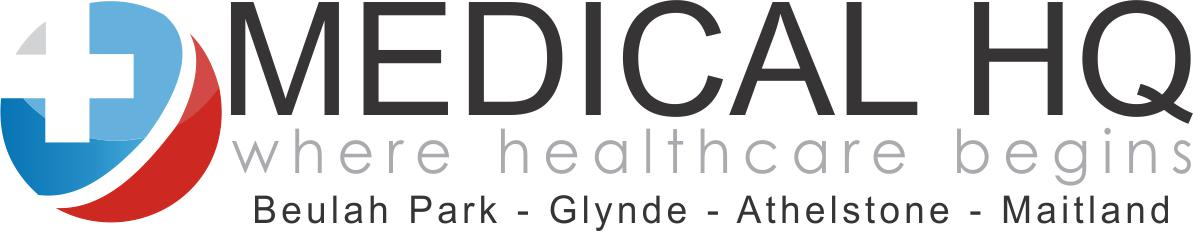 MEDICAL HQ
where healthcare begins
Beulah Park - Glynde - Athelstone - Maitland